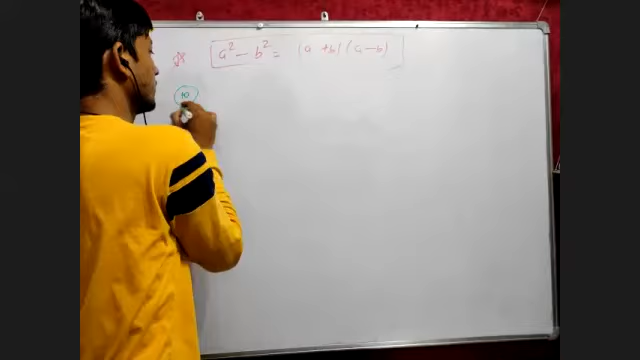 a² - b² = (a + b) (a - b)
10